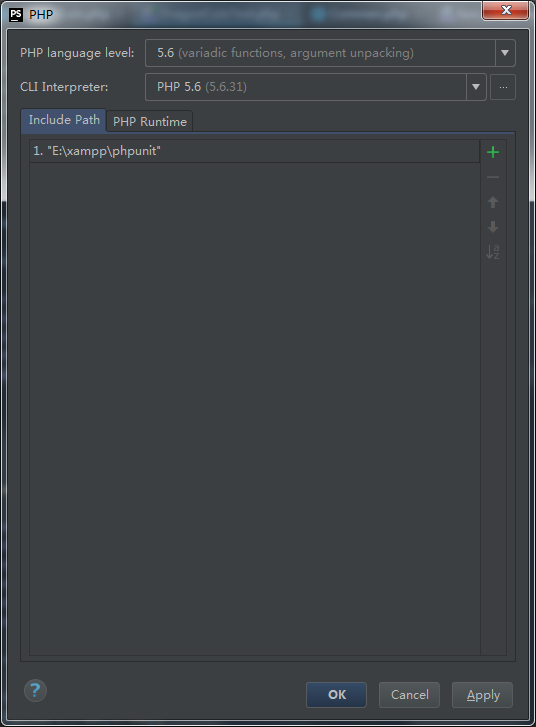 PS PHP
PHP language level: 5.6 (variadic functions, argument unpacking)
CLI Interpreter: PHP 5.6 (5.6.31) ...
Include Path PHP Runtime
1. "E:\xampp\phpunit"
a
z
? OK Cancel Apply